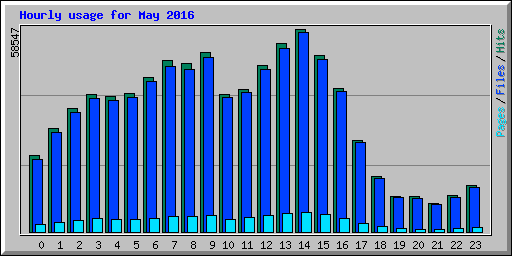 Hourly usage for May 2016
58547
Pages/Files/Hits
0 1 2 3 4 5 6 7 8 9 10 11 12 13 14 15 16 17 18 19 20 21 22 23